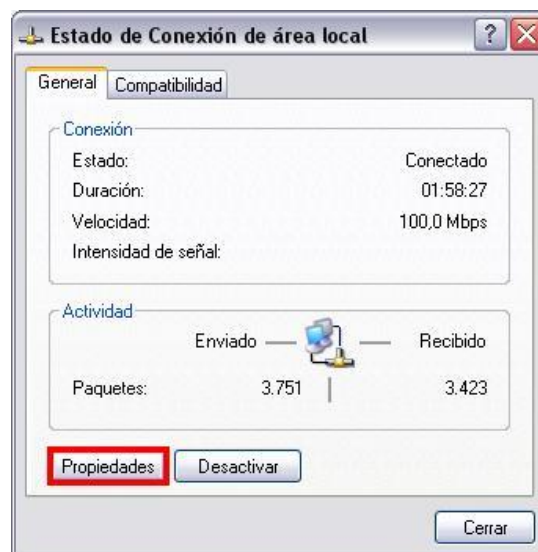 Estado de Conexión de área local
General Compatibilidad
Conexión
Estado: Conectado
Duración: 01:58:27
Velocidad: 100,0 Mbps
Intensidad de señal:
Actividad
Enviado Recibido
Paquetes: 3.751 3.423
Propiedades Desactivar
Cerrar